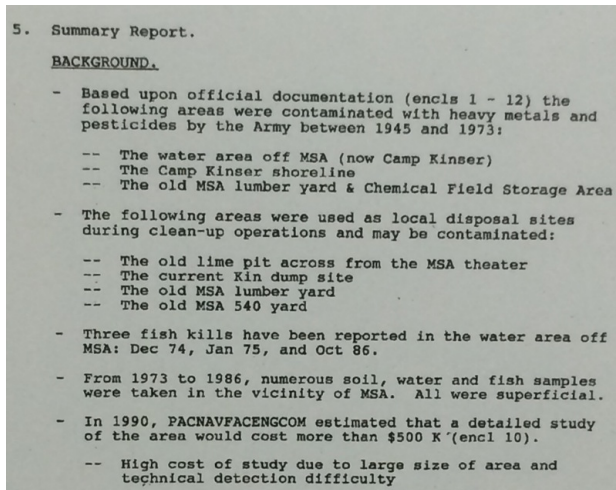 5. Summary Report.
BACKGROUND.
- Based upon official documentation (encls 1 - 12) the
following areas were contaminated with heavy metals and
pesticides by the Army between 1945 and 1973:
-- The water area off MSA (now Camp Kinser)
-- The Camp Kinser shoreline
-- The old MSA lumber yard & Chemical Field Storage Area
- The following areas were used as local disposal sites
during clean-up operations and may be contaminated:
-- The old lime pit across from the MSA theater
-- The current Kin dump site
-- The old MSA lumber yard
-- The old MSA 540 yard
- Three fish kills have been reported in the water area off
MSA: Dec 74, Jan 75, and Oct 86.
- From 1973 to 1986, numerous soil, water and fish samples
were taken in the vicinity of MSA. All were superficial.
- In 1990, PACNAVFACENGCOM estimated that a detailed study
of the area would cost more than $500 K (encl 10).
-- High cost of study due to large size of area and
technical detection difficulty